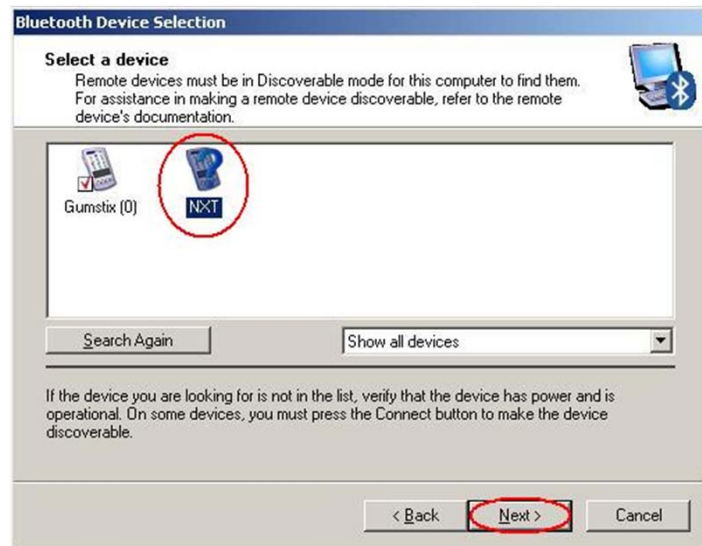 Bluetooth Device Selection
Select a device
Remote devices must be in Discoverable mode for this computer to find them.
For assistance in making a remote device discoverable, refer to the remote
device's documentation.
Gumstix (0)
NXT
Search Again
Show all devices
If the device you are looking for is not in the list, verify that the device has power and is
operational. On some devices, you must press the Connect button to make the device
discoverable.
< Back
Next >
Cancel